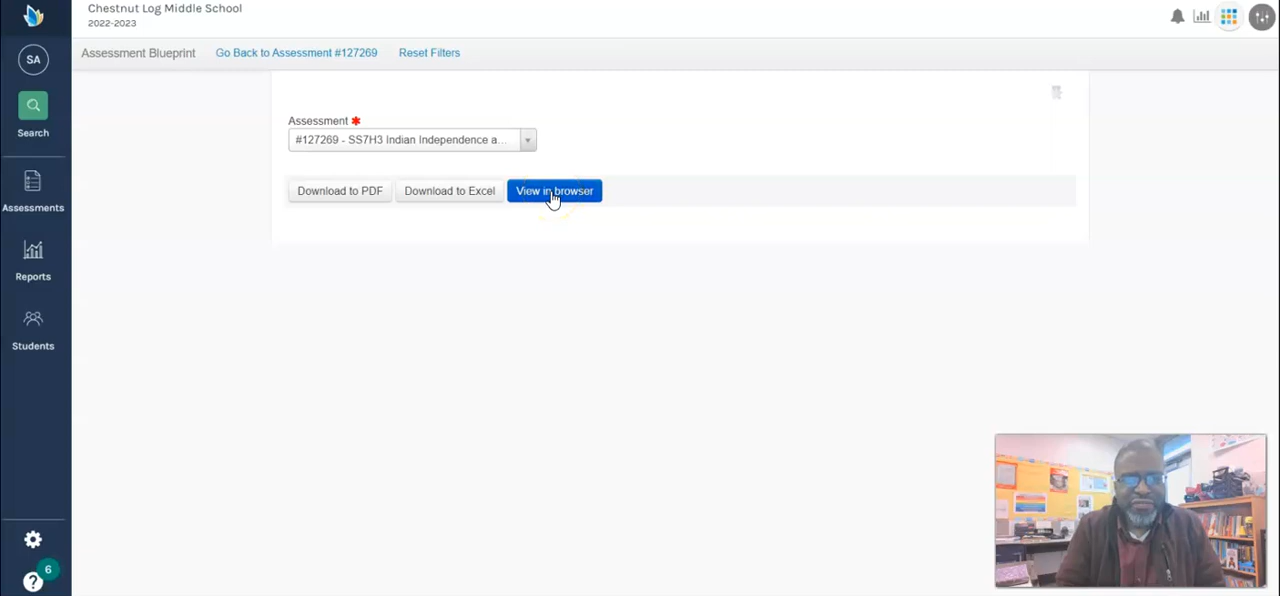 Chestnut Log Middle School
2022-2023
Assessment Blueprint Go Back to Assessment #127269 Reset Filters
SA
Search
Assessments
Reports
Students
6
?
Assessment *
#127269 - SS7H3 Indian Independence a...
Download to PDF Download to Excel View in browser